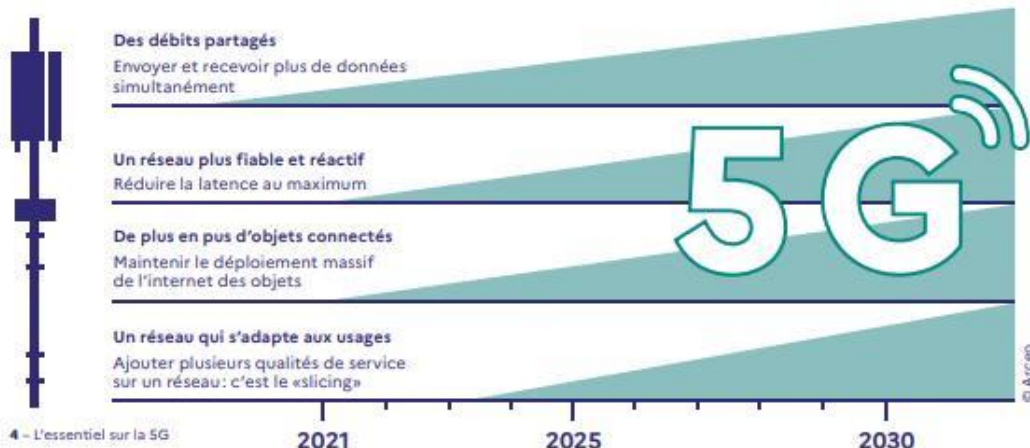 Des débits partagés
Envoyer et recevoir plus de données
simultanément
Un réseau plus fiable et réactif
Réduire la latence au maximum
De plus en pus d'objets connectés
Maintenir le déploiement massif
de l'internet des objets
Un réseau qui s'adapte aux usages
Ajouter plusieurs qualités de service
sur un réseau: c'est le «slicing»
5G
© Arcep
2021 2025 2030
4 – L'essentiel sur la 5G